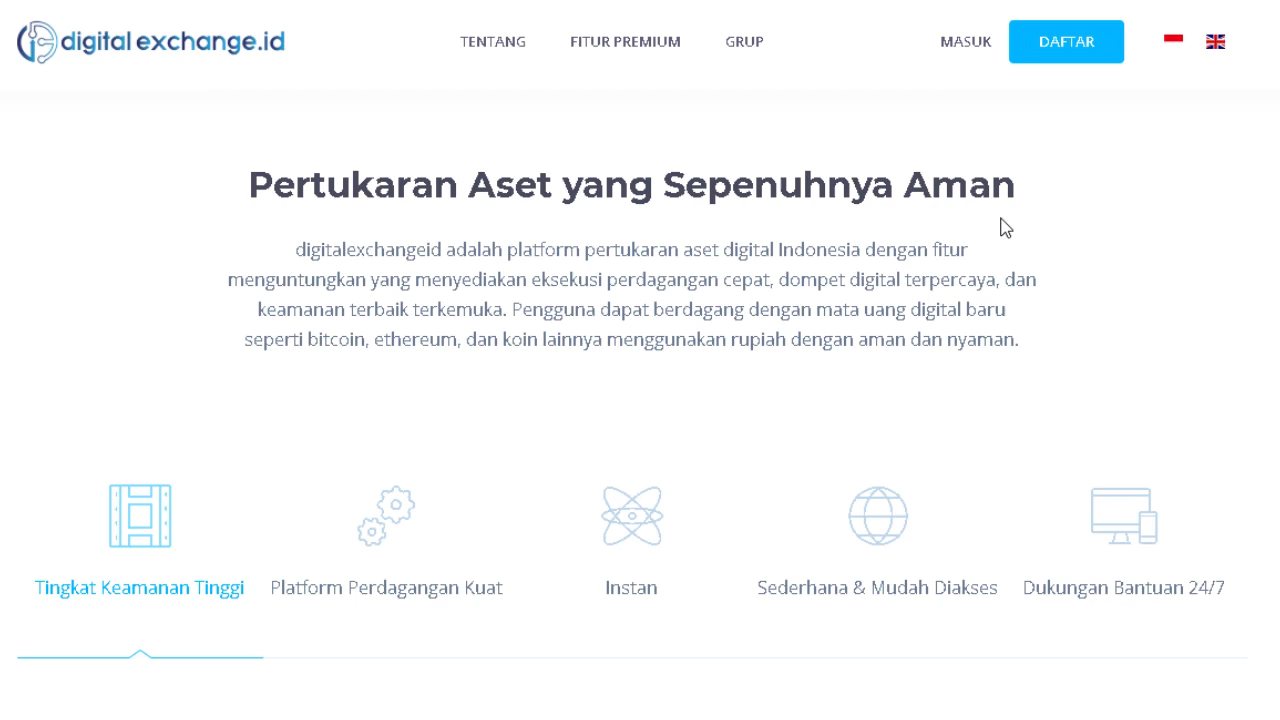 digital exchange.id
TENTANG FITUR PREMIUM GRUP MASUK DAFTAR
Pertukaran Aset yang Sepenuhnya Aman
digitalexchangeid adalah platform pertukaran aset digital Indonesia dengan fitur
menguntungkan yang menyediakan eksekusi perdagangan cepat, dompet digital terpercaya, dan
keamanan terbaik terkemuka. Pengguna dapat berdagang dengan mata uang digital baru
seperti bitcoin, ethereum, dan koin lainnya menggunakan rupiah dengan aman dan nyaman.
Tingkat Keamanan Tinggi
Platform Perdagangan Kuat
Instan
Sederhana & Mudah Diakses
Dukungan Bantuan 24/7